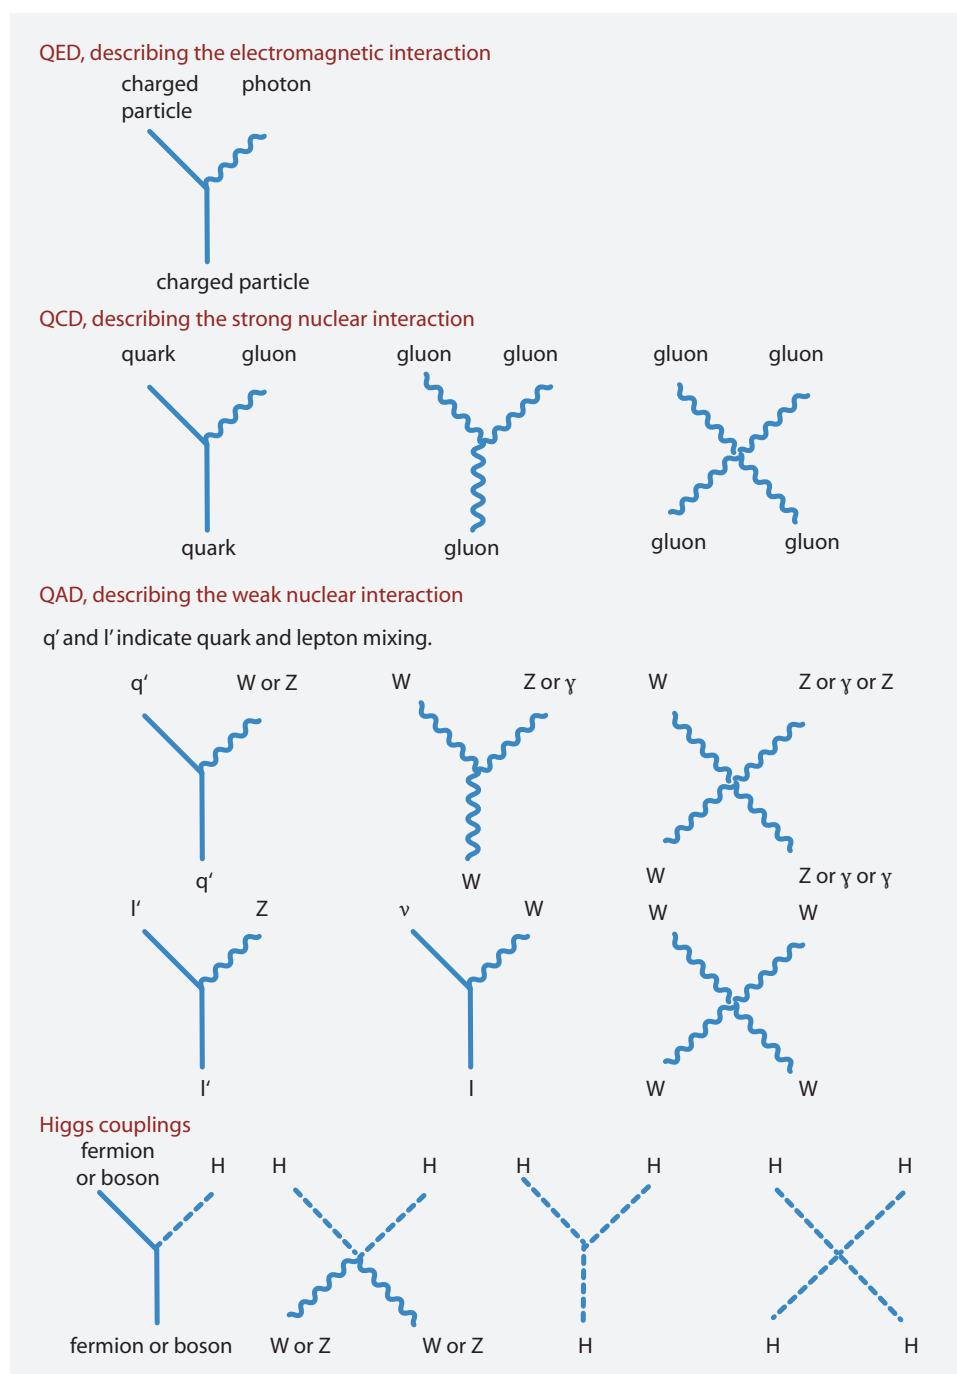 QED, describing the electromagnetic interaction
charged photon
particle
charged particle
QCD, describing the strong nuclear interaction
quark gluon gluon gluon gluon gluon
quark gluon gluon gluon
QAD, describing the weak nuclear interaction
q’ and l’ indicate quark and lepton mixing.
q‘ W or Z W Z or γ W Z or γ or Z
q‘ W W Z or γ or γ
l‘ Z ν W W W
l‘ l W W
Higgs couplings
fermion
or boson H H H H H H H
fermion or boson W or Z W or Z H H H